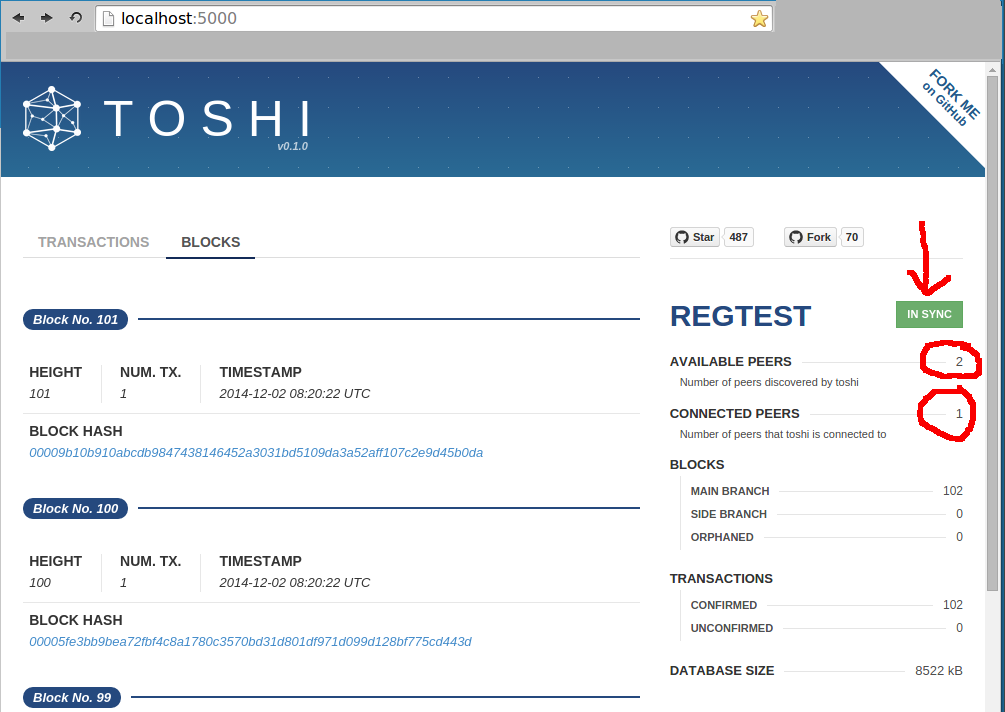 localhost:5000
FORK ME
on GitHub
TOSHI
v0.1.0
TRANSACTIONS BLOCKS
Star 487 Fork 70
Block No. 101
HEIGHT NUM. TX. TIMESTAMP
101 1 2014-12-02 08:20:22 UTC
BLOCK HASH
00009b10b910abcdb9847438146452a3031bd5109da3a52aff107c2e9d45b0da
Block No. 100
HEIGHT NUM. TX. TIMESTAMP
100 1 2014-12-02 08:20:22 UTC
BLOCK HASH
00005fe3bb9bea72fbf4c8a1780c3570bd31d801df971d099d128bf775cd443d
Block No. 99
REGTEST IN SYNC
AVAILABLE PEERS 2
Number of peers discovered by toshi
CONNECTED PEERS 1
Number of peers that toshi is connected to
BLOCKS
MAIN BRANCH 102
SIDE BRANCH 0
ORPHANED 0
TRANSACTIONS
CONFIRMED 102
UNCONFIRMED 0
DATABASE SIZE 8522 kB